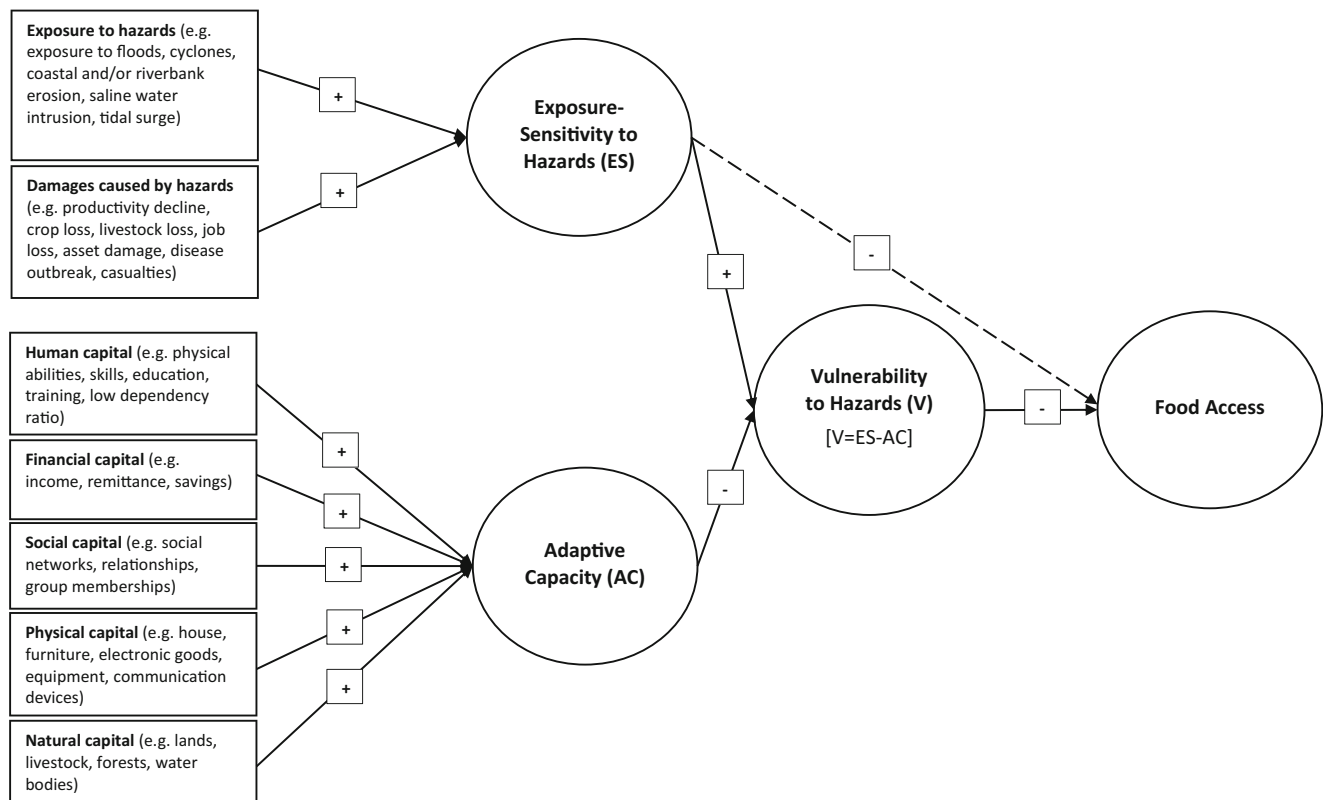 Exposure to hazards (e.g.
exposure to floods, cyclones,
coastal and/or riverbank
erosion, saline water
intrusion, tidal surge)
+
Damages caused by hazards
(e.g. productivity decline,
crop loss, livestock loss, job
loss, asset damage, disease
outbreak, casualties)
+
Exposure-
Sensitivity to
Hazards (ES)
-
+
Human capital (e.g. physical
abilities, skills, education,
training, low dependency
ratio)
+
Financial capital (e.g.
income, remittance, savings)
+
Social capital (e.g. social
networks, relationships,
group memberships)
+
Physical capital (e.g. house,
furniture, electronic goods,
equipment, communication
devices)
+
Natural capital (e.g. lands,
livestock, forests, water
bodies)
+
Adaptive
Capacity (AC)
-
Vulnerability
to Hazards (V)
[V=ES-AC]
-
Food Access